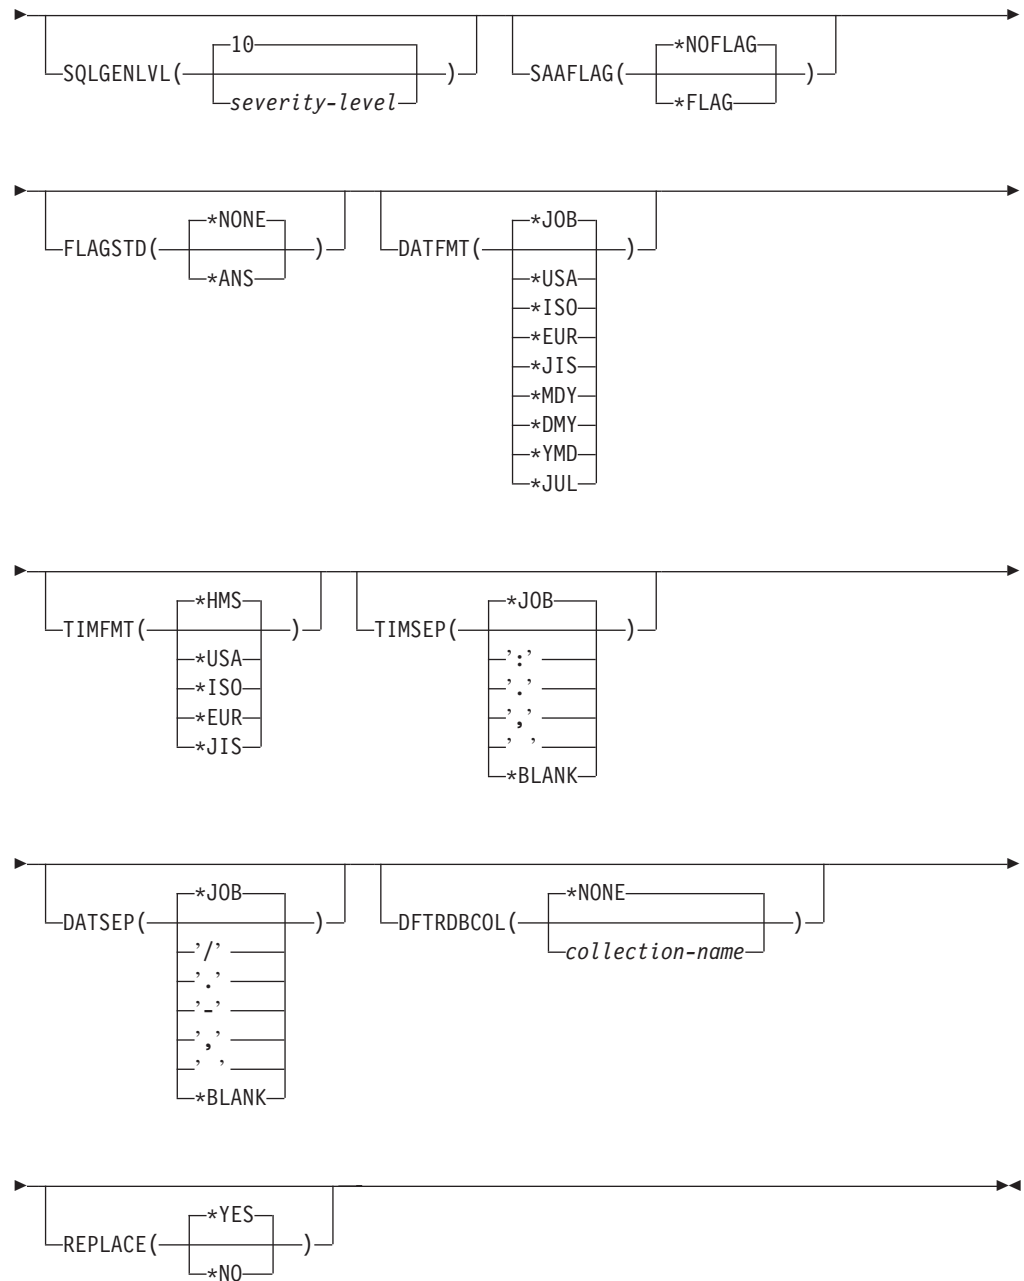 10
SQLGENLVL( )
severity-level
*NOFLAG
SAAFLAG( )
*FLAG
*NONE
FLAGSTD( )
*ANS
*JOB
DATFMT( )
*USA
*ISO
*EUR
*JIS
*MDY
*DMY
*YMD
*JUL
*HMS
TIMFMT( )
*USA
*ISO
*EUR
*JIS
*JOB
TIMSEP( )
':'
'.'
','
' '
*BLANK
*JOB
DATSEP( )
'/'
'.'
'-'
','
' '
*BLANK
*NONE
DFTRDBCOL( )
collection-name
*YES
REPLACE( )
*NO